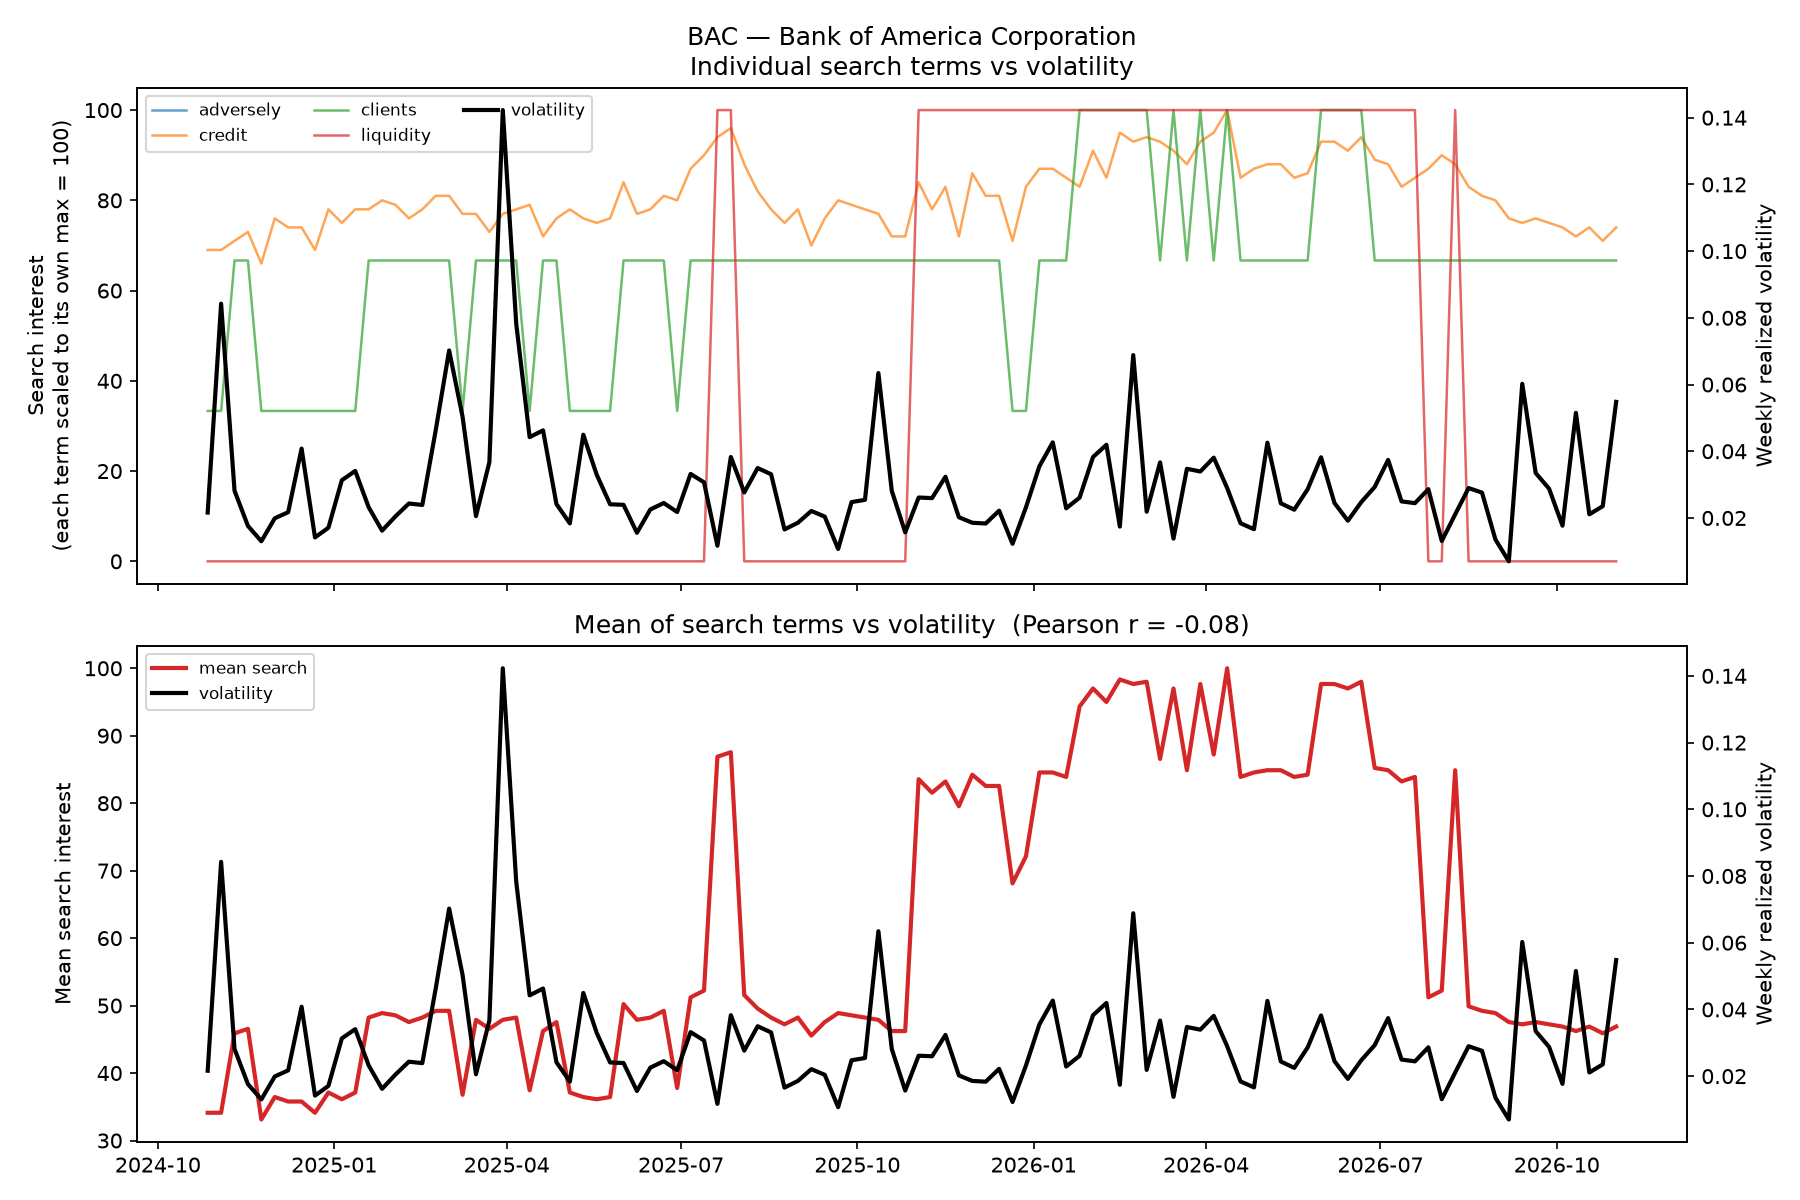 BAC — Bank of America Corporation
Individual search terms vs volatility
adversely
credit
clients
liquidity
volatility
Search interest
(each term scaled to its own max = 100)
100
80
60
40
20
0
0.14
0.12
0.10
0.08
0.06
0.04
0.02
Weekly realized volatility
Mean of search terms vs volatility  (Pearson r = -0.08)
mean search
volatility
Mean search interest
100
90
80
70
60
50
40
30
0.14
0.12
0.10
0.08
0.06
0.04
0.02
Weekly realized volatility
2024-10
2025-01
2025-04
2025-07
2025-10
2026-01
2026-04
2026-07
2026-10